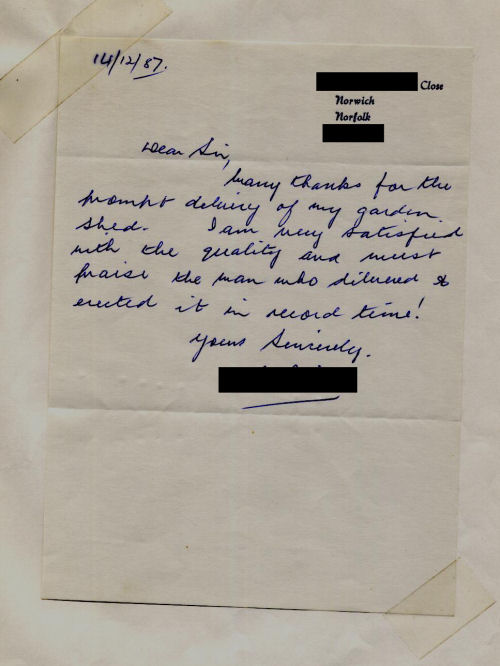 14/12/87.
Close
Norwich
Norfolk
Dear Sir,
Many thanks for the
prompt delivery of my garden
shed. I am very satisfied
with the quality and must
praise the man who delivered &
erected it in record time!
Yours Sincerely.